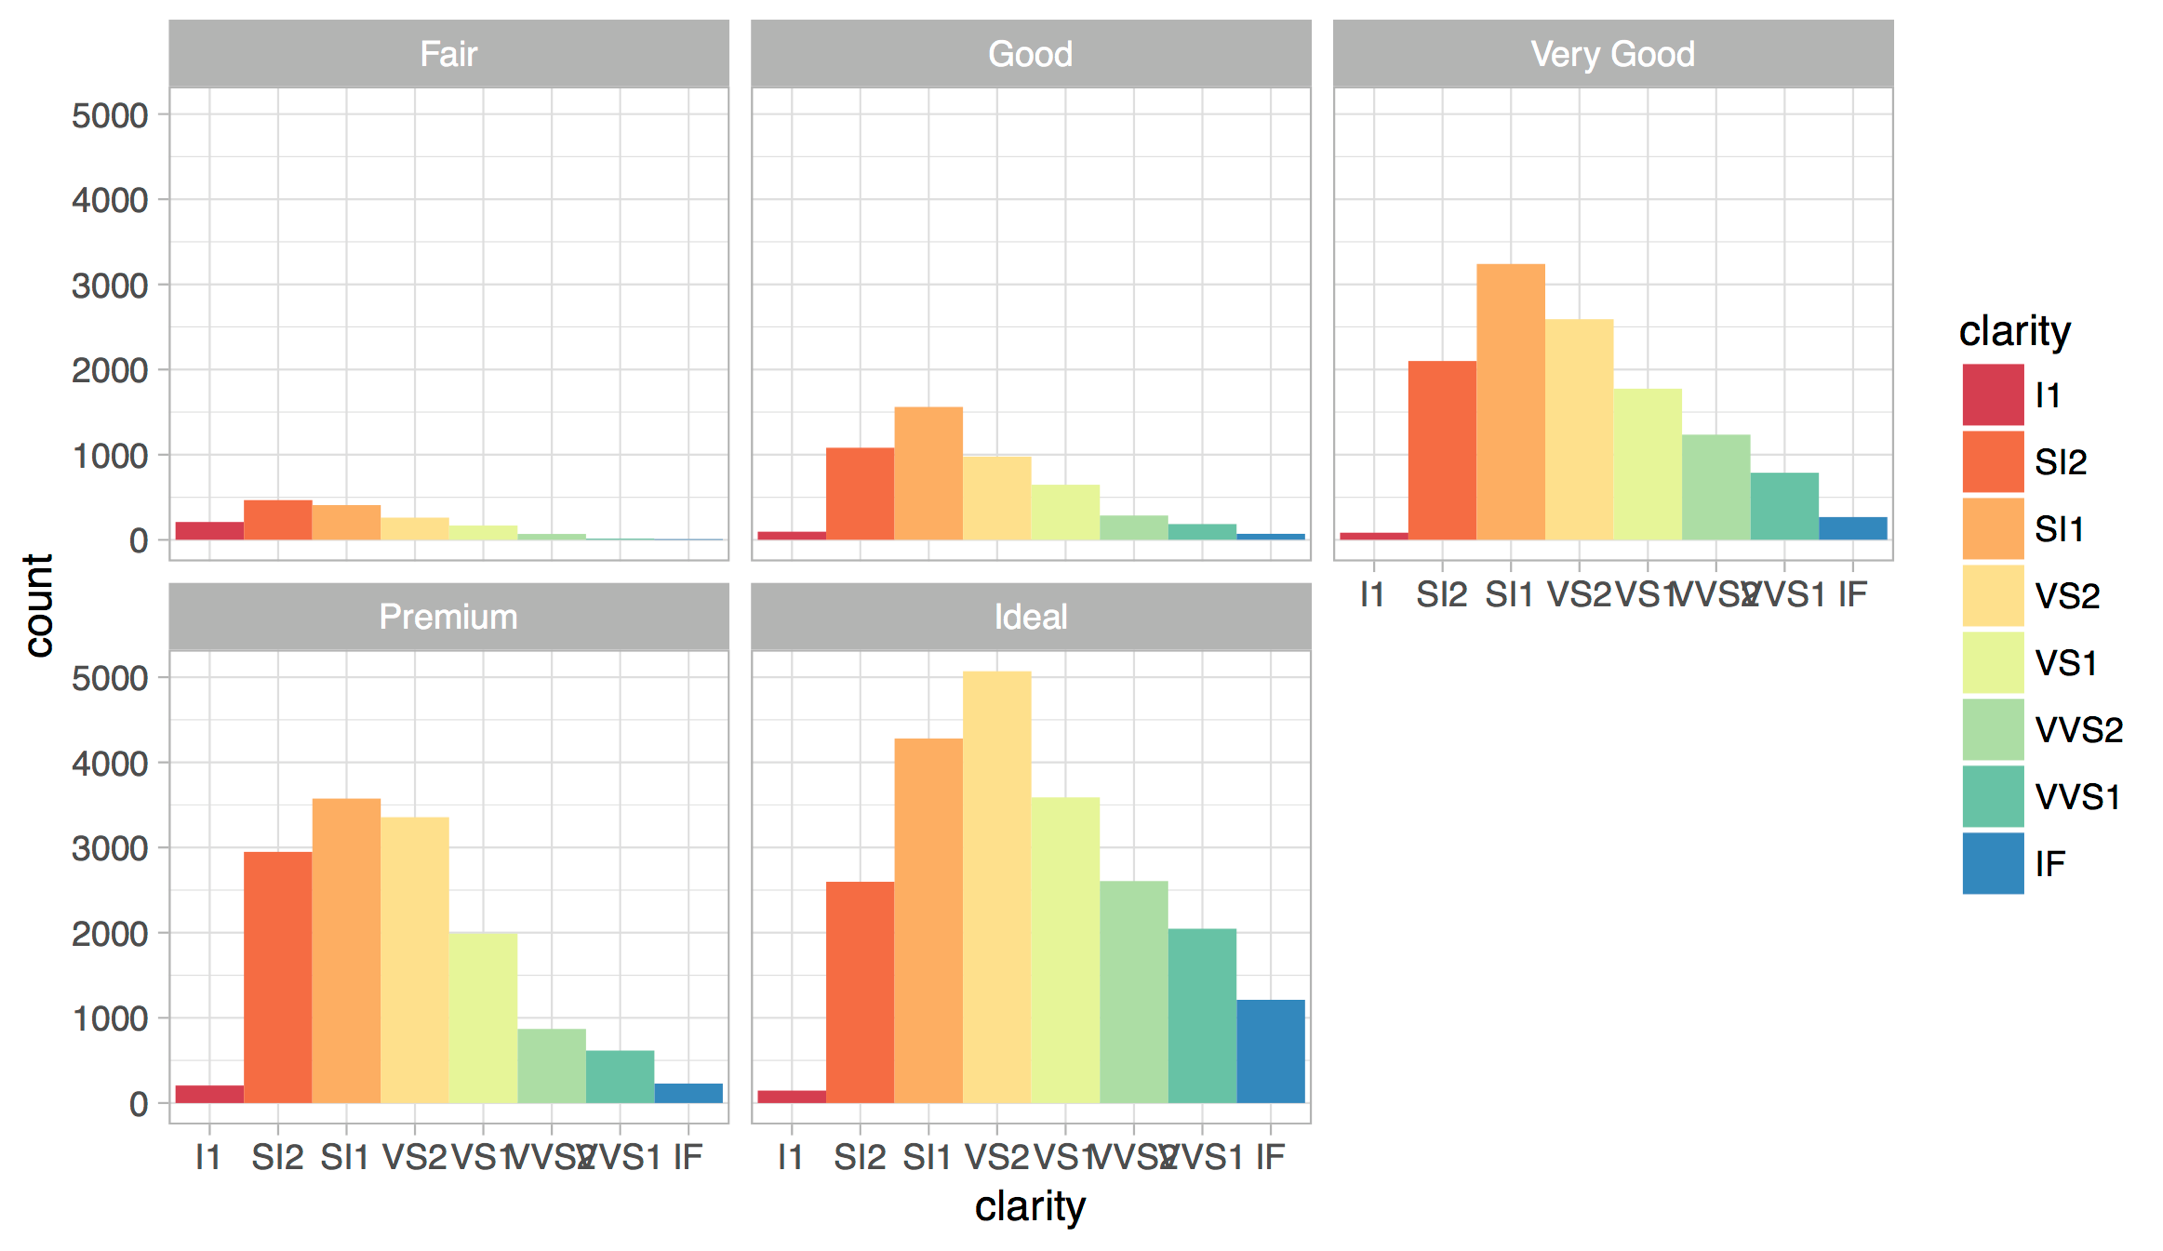 Fair
Good
Very Good
5000
4000
3000
2000
1000
0
I1 SI2 SI1 VS2 VS1 VVS2 VVS1 IF
Premium
Ideal
5000
4000
3000
2000
1000
0
I1 SI2 SI1 VS2 VS1 VVS2 VVS1 IF
I1 SI2 SI1 VS2 VS1 VVS2 VVS1 IF
clarity
count
clarity
I1
SI2
SI1
VS2
VS1
VVS2
VVS1
IF